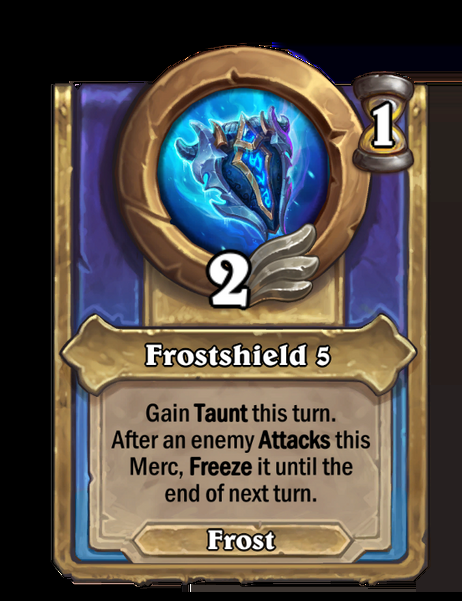 1
2
Frostshield 5
Gain Taunt this turn.
After an enemy Attacks this
Merc, Freeze it until the
end of next turn.
Frost